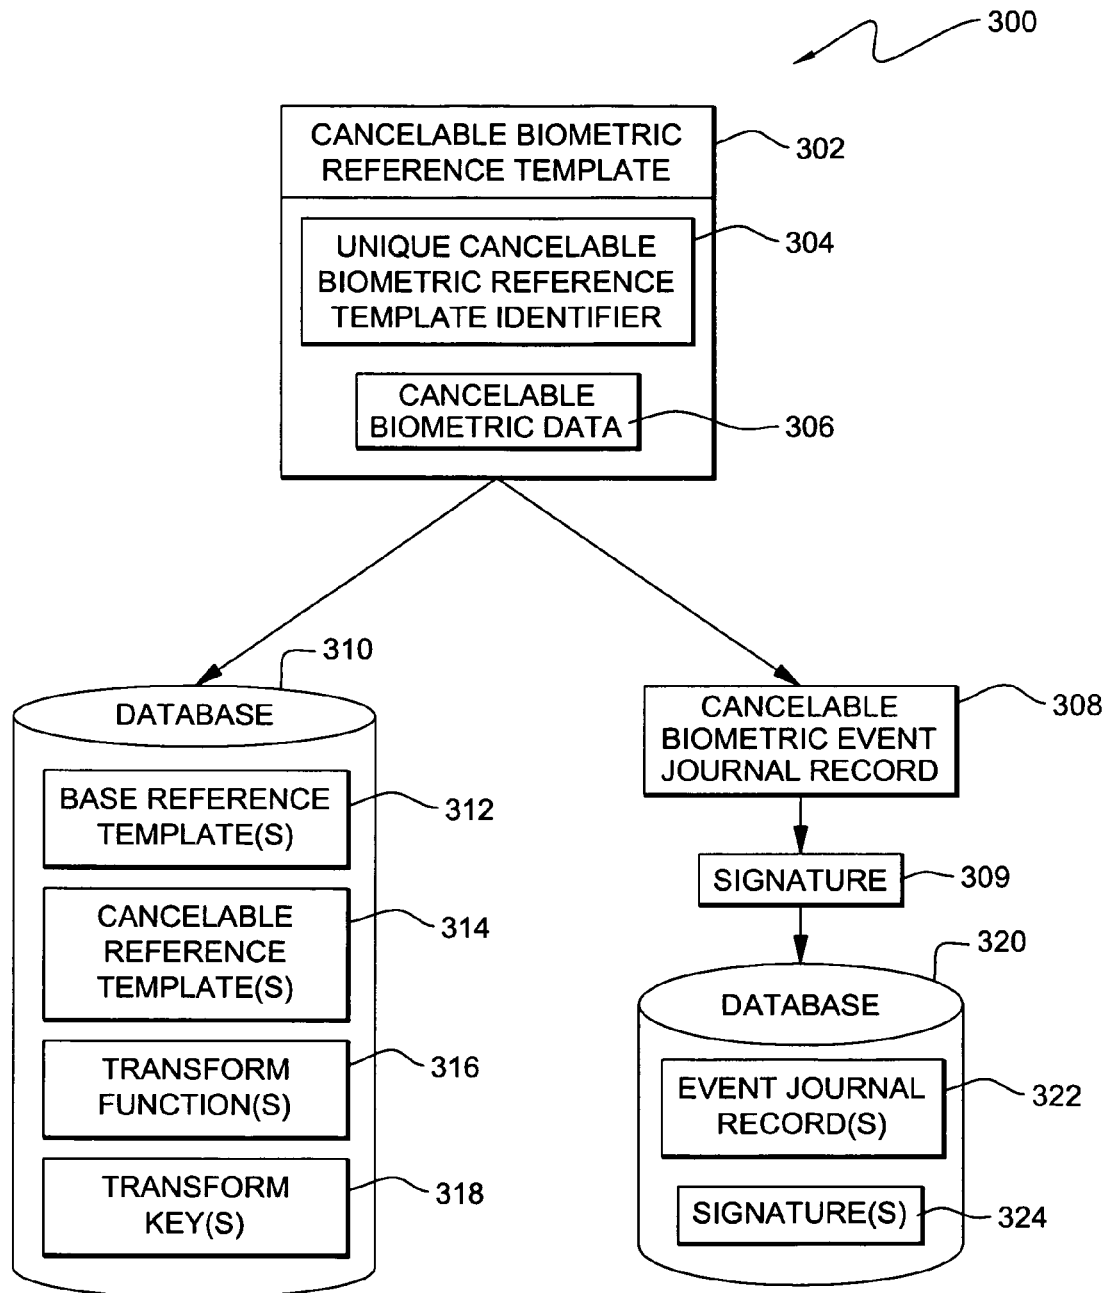 300
CANCELABLE BIOMETRIC
REFERENCE TEMPLATE
302
UNIQUE CANCELABLE
BIOMETRIC REFERENCE
TEMPLATE IDENTIFIER
304
CANCELABLE
BIOMETRIC DATA
306
310
DATABASE
BASE REFERENCE
TEMPLATE(S)
312
CANCELABLE
REFERENCE
TEMPLATE(S)
314
TRANSFORM
FUNCTION(S)
316
TRANSFORM
KEY(S)
318
CANCELABLE
BIOMETRIC EVENT
JOURNAL RECORD
308
SIGNATURE
309
320
DATABASE
EVENT JOURNAL
RECORD(S)
322
SIGNATURE(S)
324